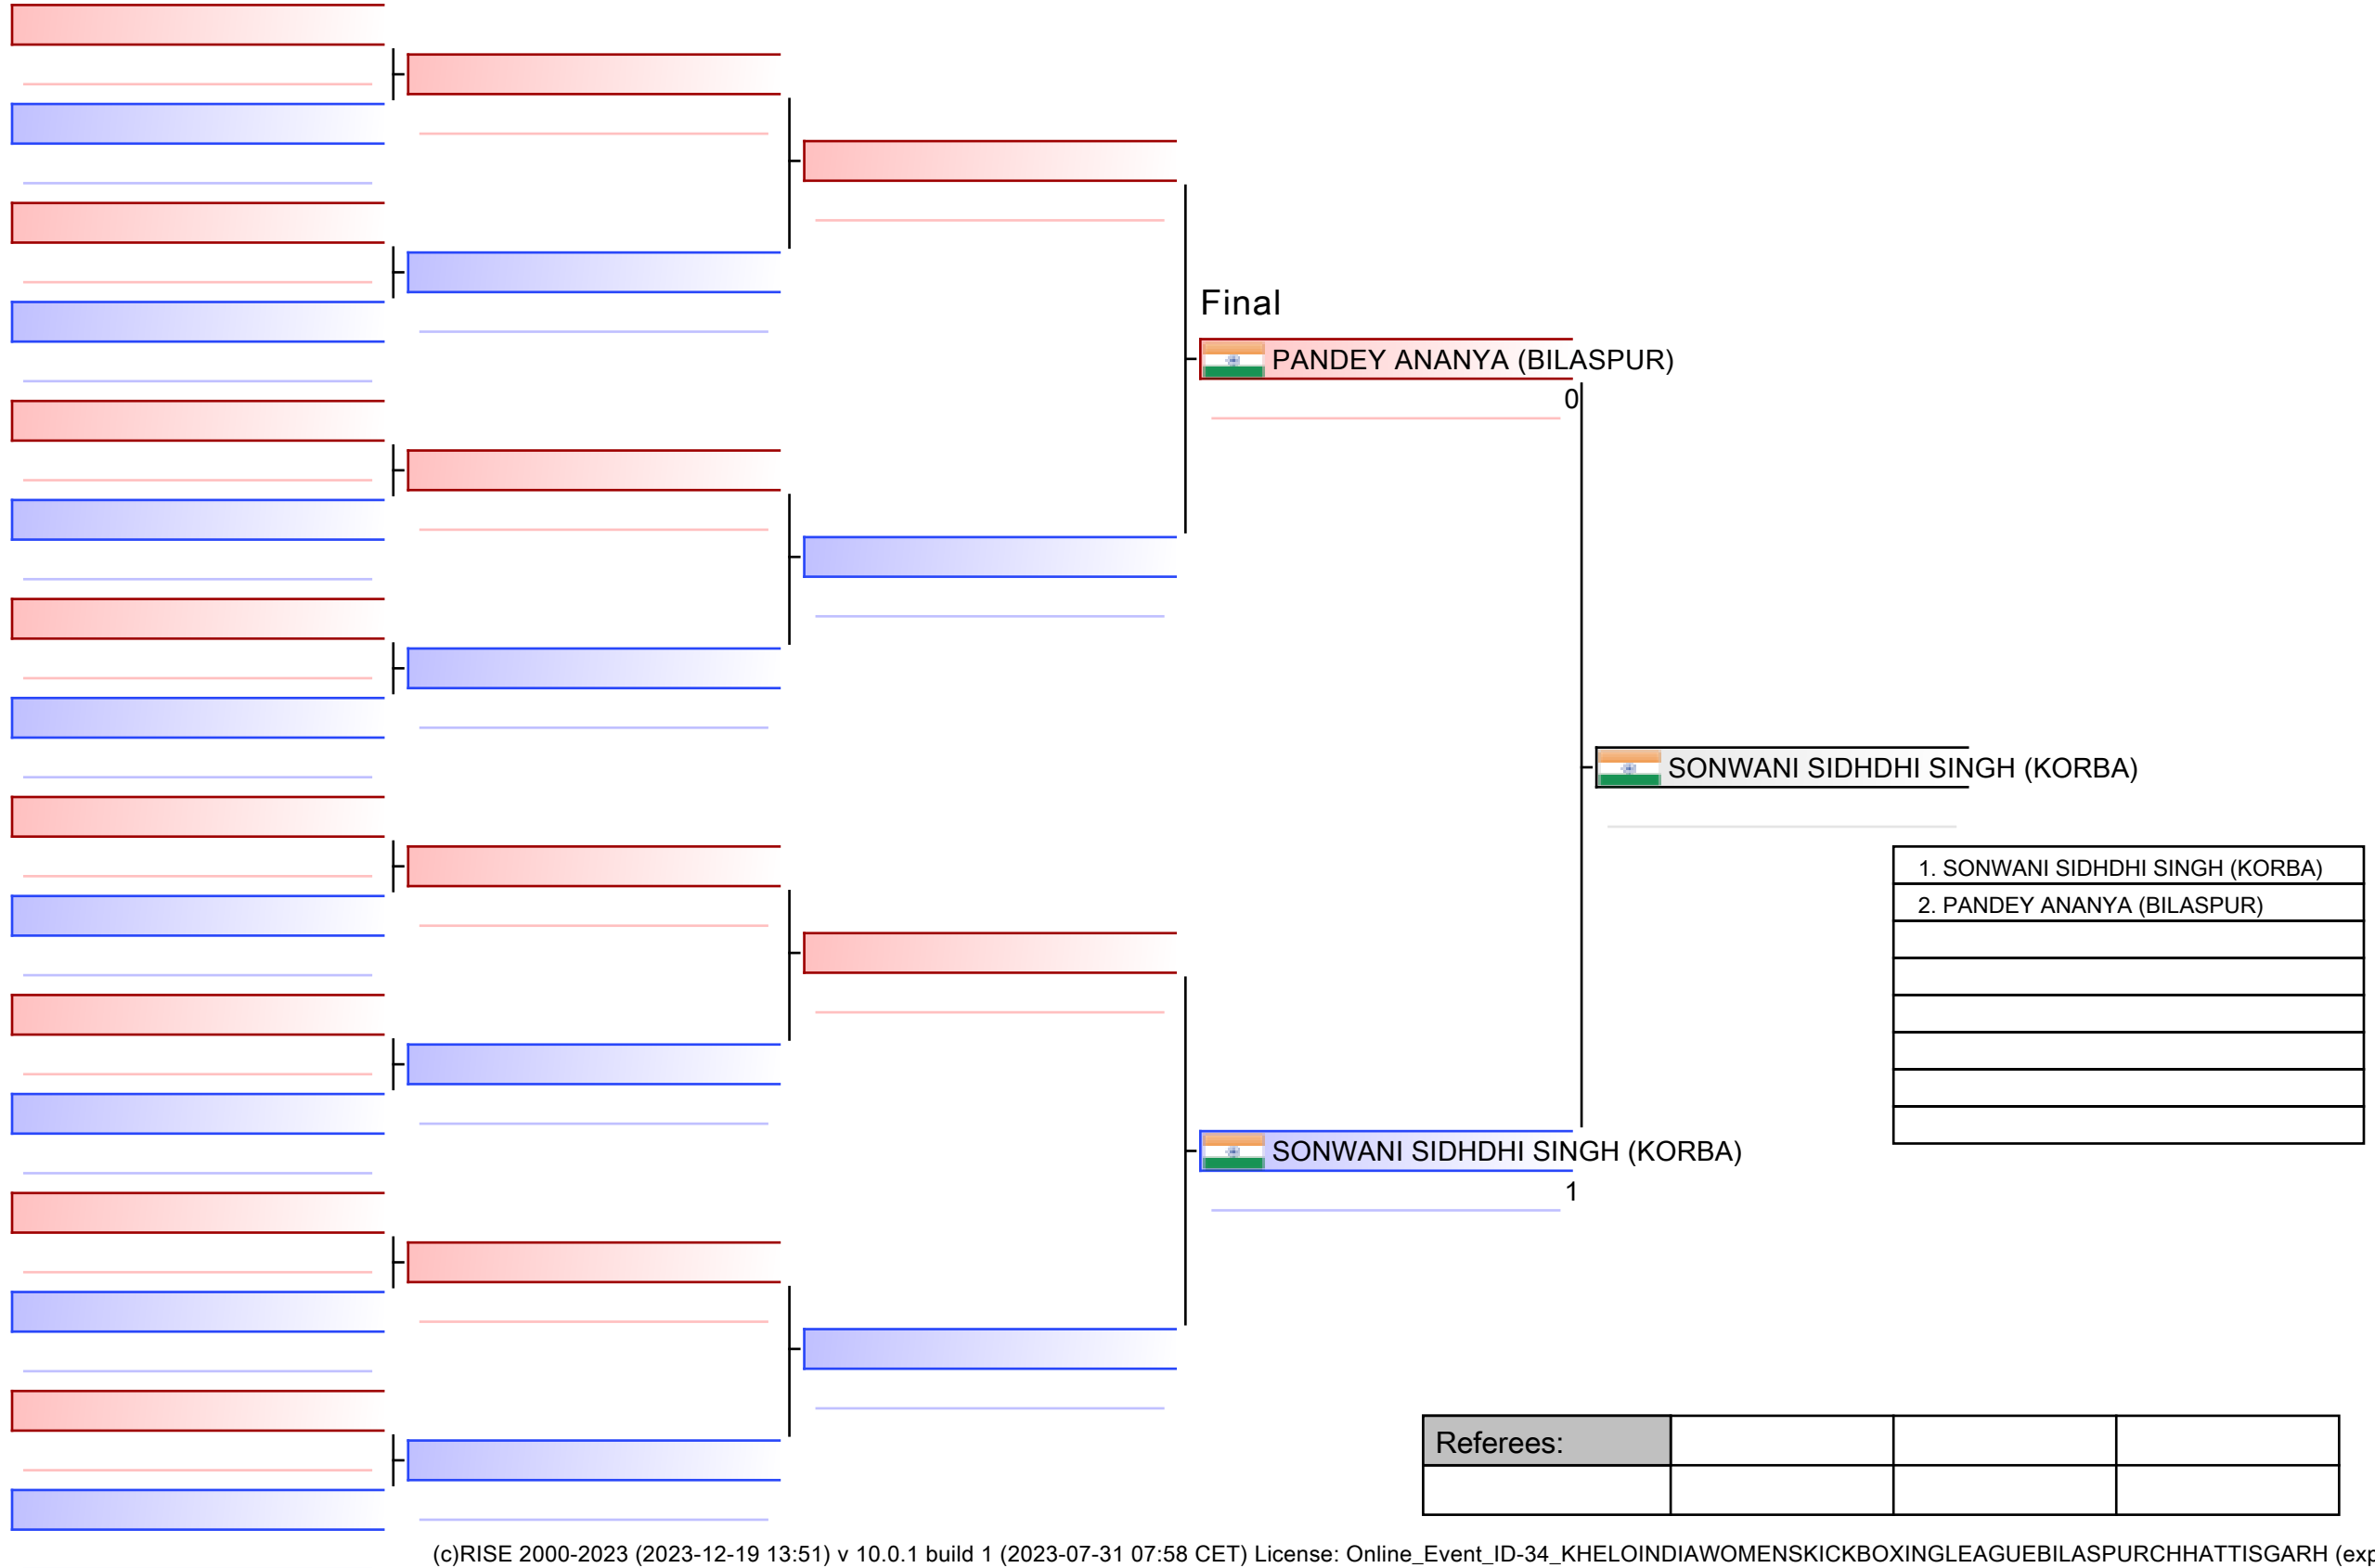 Final
PANDEY ANANYA (BILASPUR)
0
SONWANI SIDHDHI SINGH (KORBA)
1. SONWANI SIDHDHI SINGH (KORBA)
2. PANDEY ANANYA (BILASPUR)
SONWANI SIDHDHI SINGH (KORBA)
1
Referees:
(c)RISE 2000-2023 (2023-12-19 13:51) v 10.0.1 build 1 (2023-07-31 07:58 CET) License: Online_Event_ID-34_KHELOINDIAWOMENSKICKBOXINGLEAGUEBILASPURCHHATTISGARH (exp